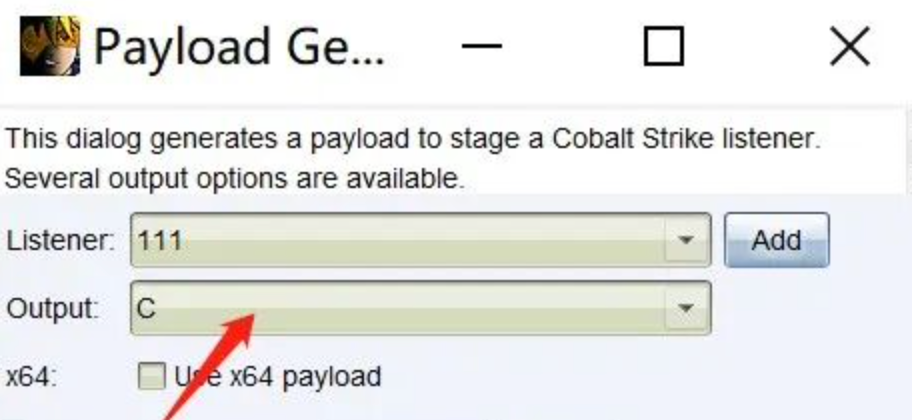 Payload Ge...
This dialog generates a payload to stage a Cobalt Strike listener.
Several output options are available.
Listener: 111 Add
Output: C
x64: Use x64 payload